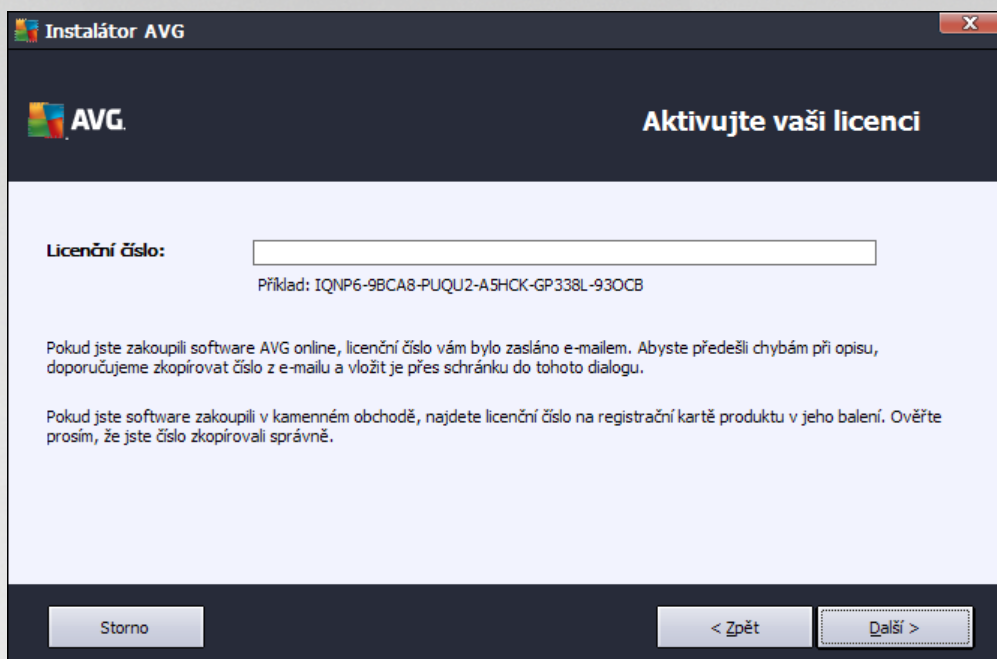 Instalátor AVG
AVG.
Aktivujte vaši licenci
Licenční číslo:
Příklad: IQNP6-9BCA8-PUQU2-A5HCK-GP338L-93OCB
Pokud jste zakoupili software AVG online, licenční číslo vám bylo zasláno e-mailem. Abyste předešli chybám při opisu,
doporučujeme zkopírovat číslo z e-mailu a vložit je přes schránku do tohoto dialogu.
Pokud jste software zakoupili v kamenném obchodě, najdete licenční číslo na registrační kartě produktu v jeho balení. Ověřte
prosím, že jste číslo zkopírovali správně.
Storno
< Zpět
Další >